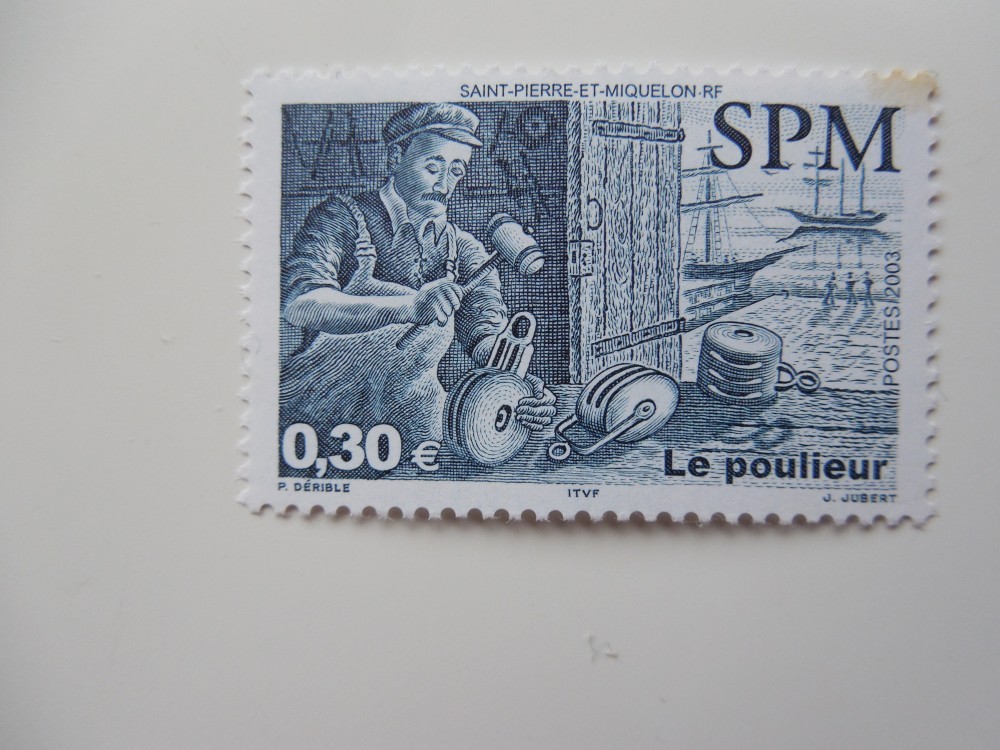 SAINT-PIERRE-ET-MIQUELON·RF
SPM
POSTES 2003
0,30 €
Le poulieur
P. DÉRIBLE
ITVF
J. JUBERT